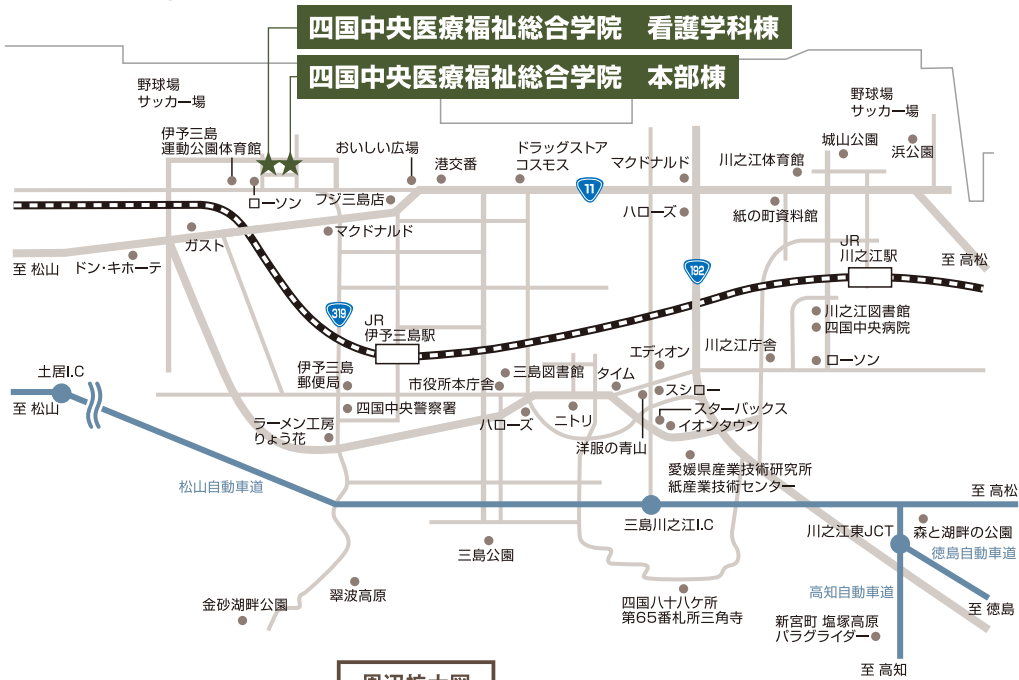 四国中央医療福祉総合学院 看護学科棟
四国中央医療福祉総合学院 本部棟
野球場
サッカー場
野球場
サッカー場
伊予三島
運動公園体育館
おいしい広場
港交番
ドラッグストア
コスモス
マクドナルド
川之江体育館
城山公園
浜公園
ローソン
フジ三島店
11
ハローズ
紙の町資料館
ガスト
マクドナルド
至 松山
ドン・キホーテ
192
JR
川之江駅
至 高松
319
JR
伊予三島駅
川之江図書館
四国中央病院
川之江庁舎
ローソン
エディオン
土居I.C
至 松山
伊予三島
郵便局
市役所本庁舎
三島図書館
タイム
スシロー
四国中央警察署
ハローズ
ニトリ
スターバックス
イオンタウン
ラーメン工房
りょう花
洋服の青山
愛媛県産業技術研究所
紙産業技術センター
松山自動車道
至 高松
三島川之江I.C
川之江東JCT
森と湖畔の公園
徳島自動車道
三島公園
翠波高原
金砂湖畔公園
四国八十八ケ所
第65番札所三角寺
高知自動車道
至 徳島
新宮町 塩塚高原
パラグライダー
至 高知
周辺拡大図